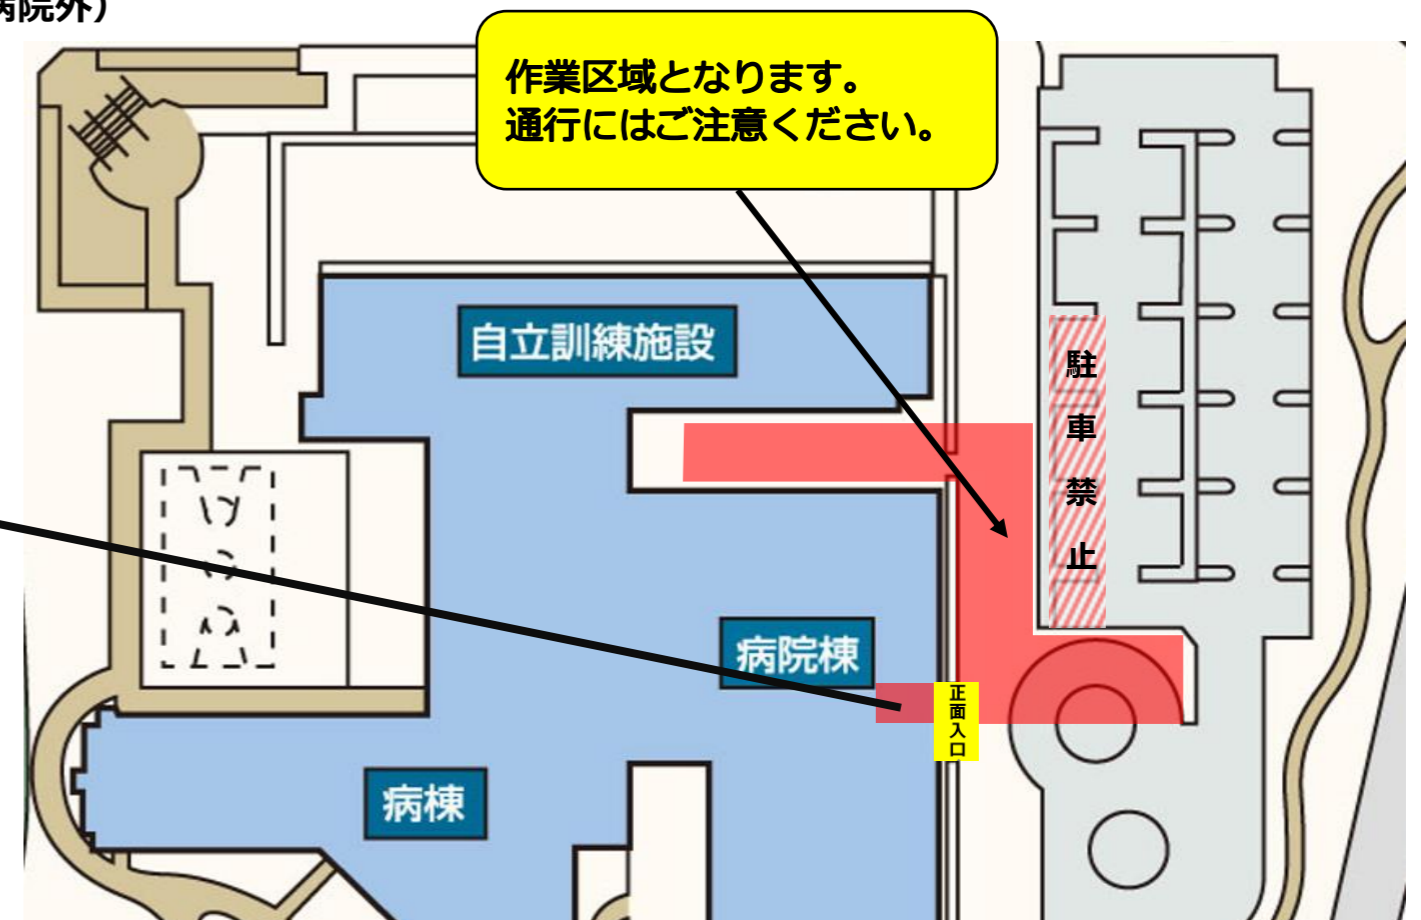 病院外）
作業区域となります。
通行にはご注意ください。
自立訓練施設
駐車禁止
病院棟
正面入口
病棟